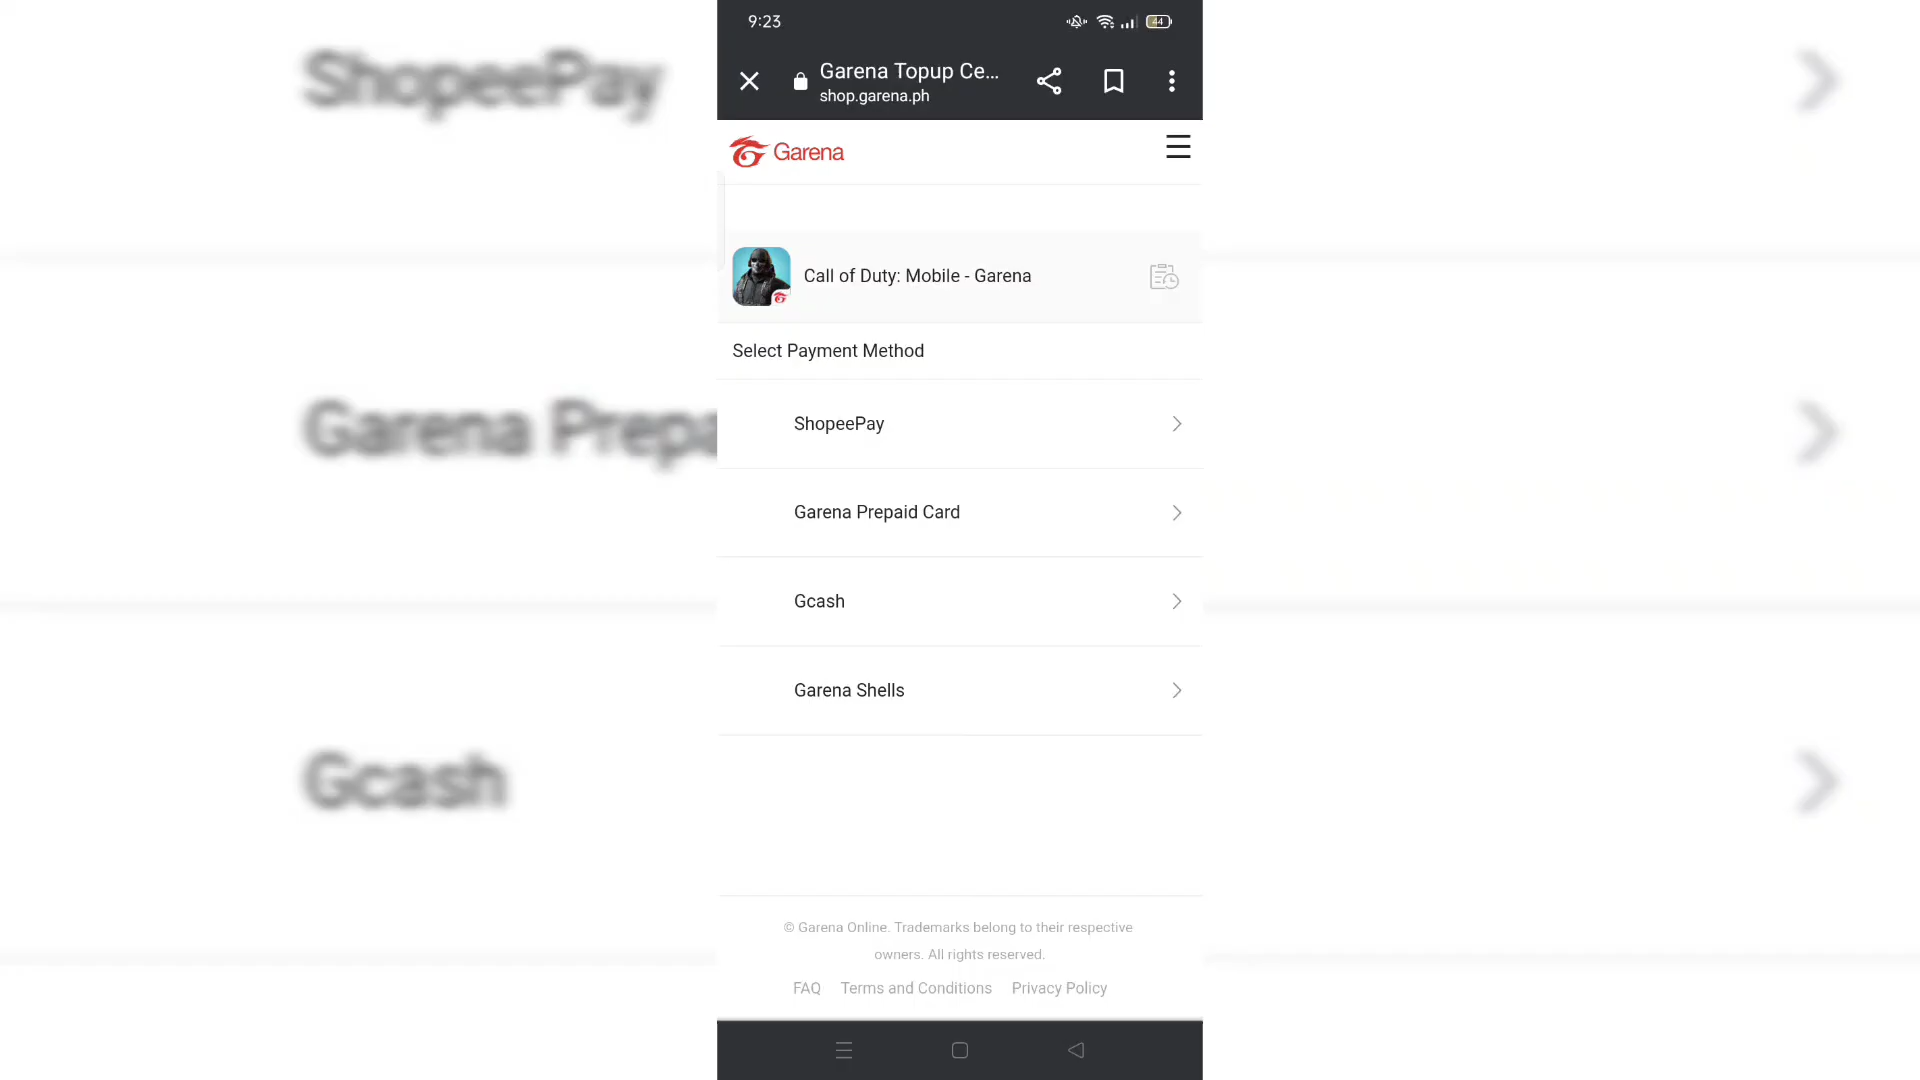 9:23
44
Garena Topup Ce...
shop.garena.ph
Garena
Call of Duty: Mobile - Garena
Select Payment Method
ShopeePay
Garena Prepaid Card
Gcash
Garena Shells
© Garena Online. Trademarks belong to their respective
owners. All rights reserved.
FAQ Terms and Conditions Privacy Policy
ShopeePay
Garena Prepa
Gcash